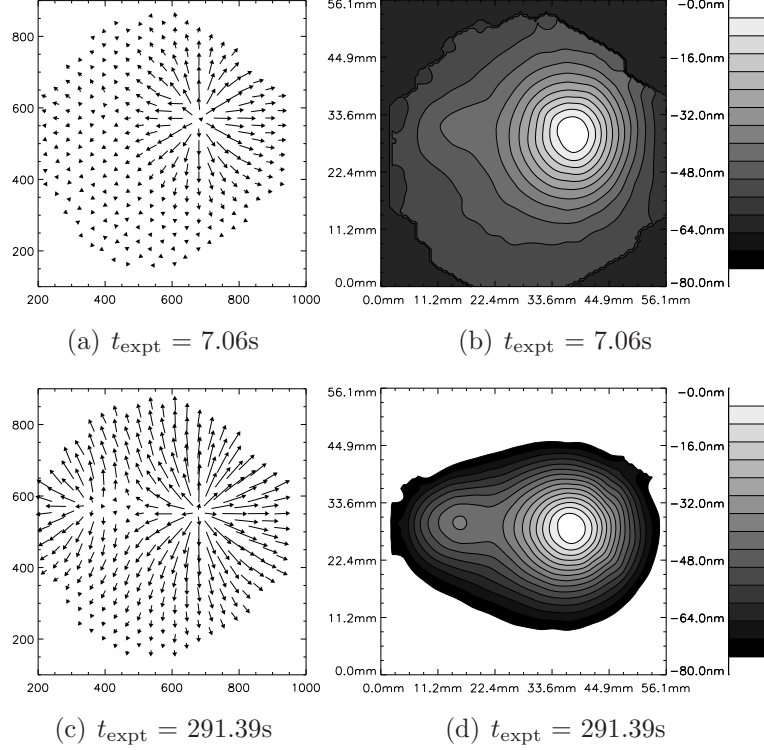 800
600
400
200
200 400 600 800 1000
56.1mm
44.9mm
33.6mm
22.4mm
11.2mm
0.0mm
0.0mm 11.2mm 22.4mm 33.6mm 44.9mm 56.1mm
−0.0nm
−16.0nm
−32.0nm
−48.0nm
−64.0nm
−80.0nm
(a) t_expt = 7.06s
(b) t_expt = 7.06s
800
600
400
200
200 400 600 800 1000
56.1mm
44.9mm
33.6mm
22.4mm
11.2mm
0.0mm
0.0mm 11.2mm 22.4mm 33.6mm 44.9mm 56.1mm
−0.0nm
−16.0nm
−32.0nm
−48.0nm
−64.0nm
−80.0nm
(c) t_expt = 291.39s
(d) t_expt = 291.39s